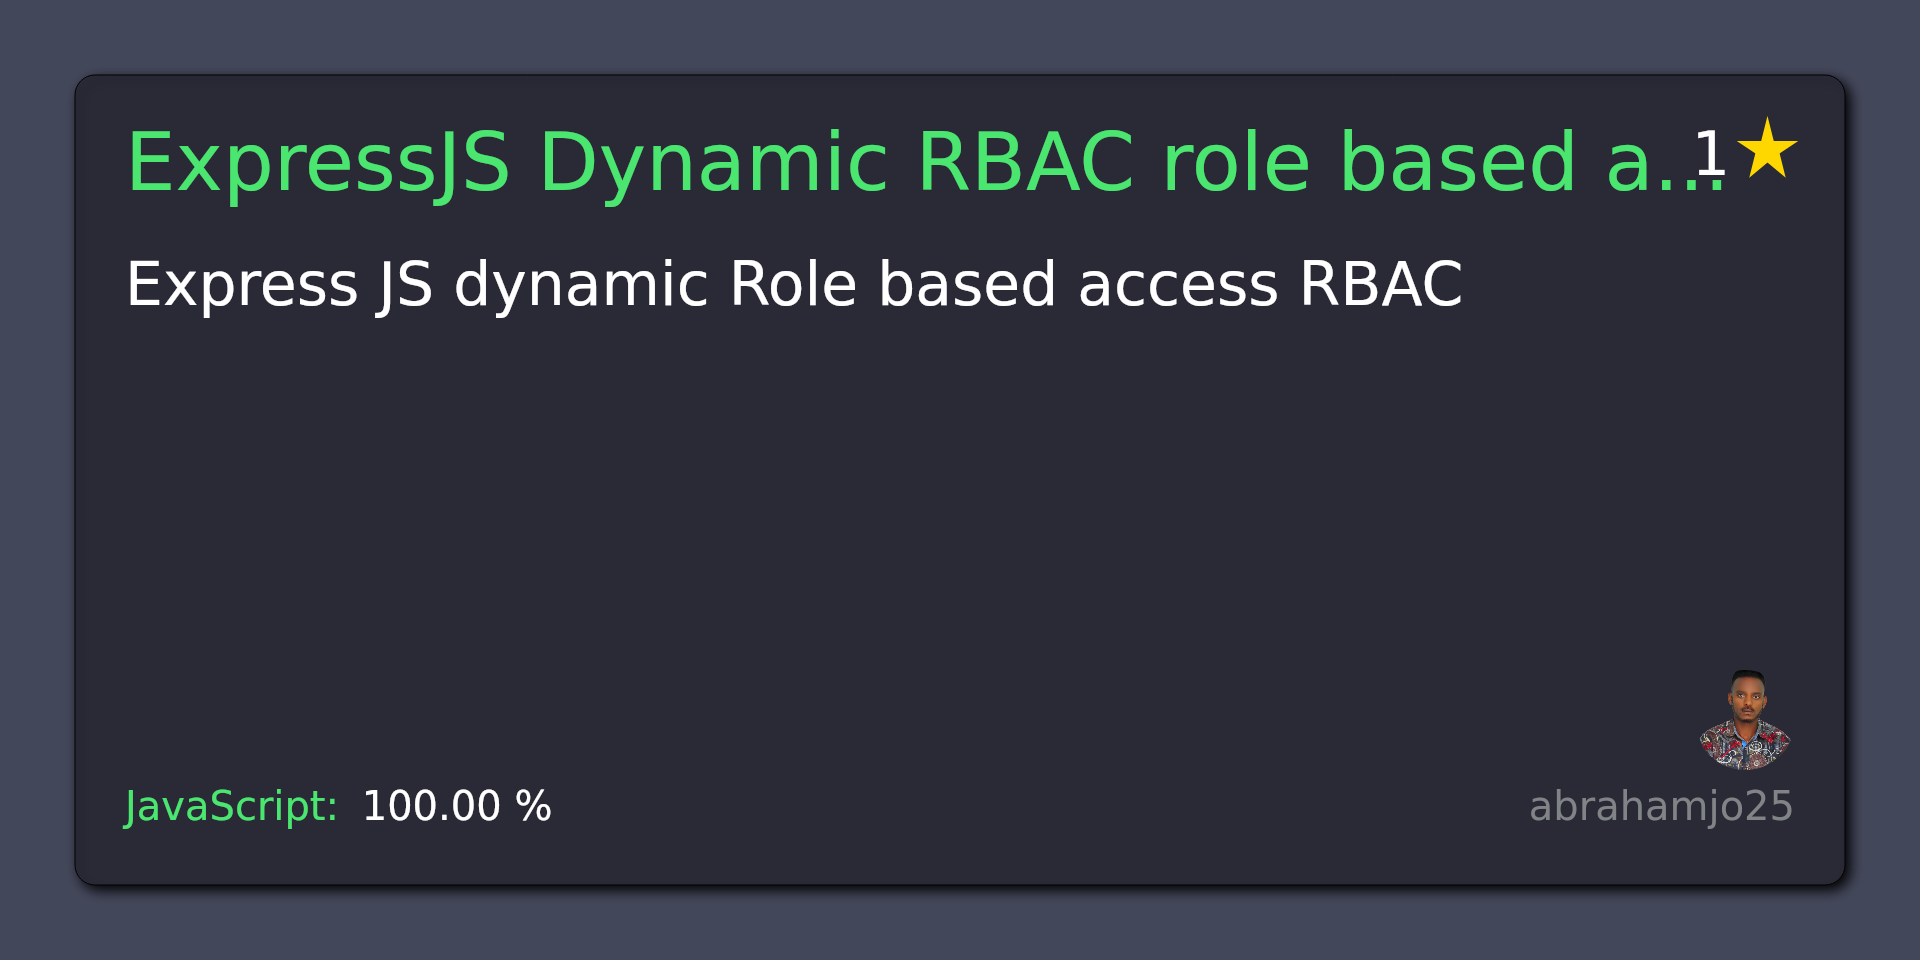 ExpressJS Dynamic RBAC role based a...
1
Express JS dynamic Role based access RBAC
JavaScript: 100.00 %
abrahamjo25